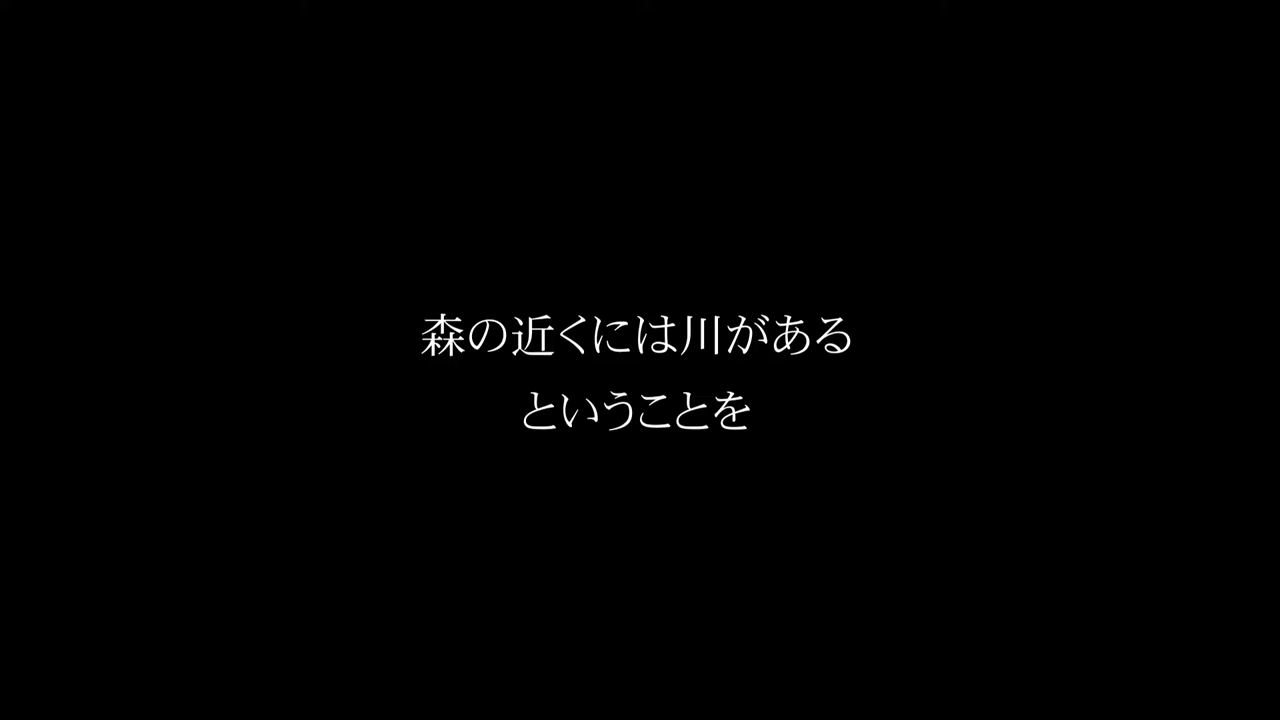 森の近くには川がある
ということを